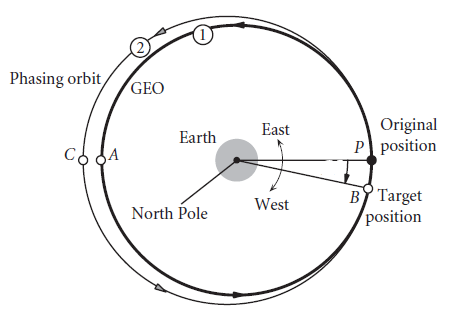 1
2
Phasing orbit
GEO
Earth
East
Original
P
position
C
A
B
Target
West
North Pole
position